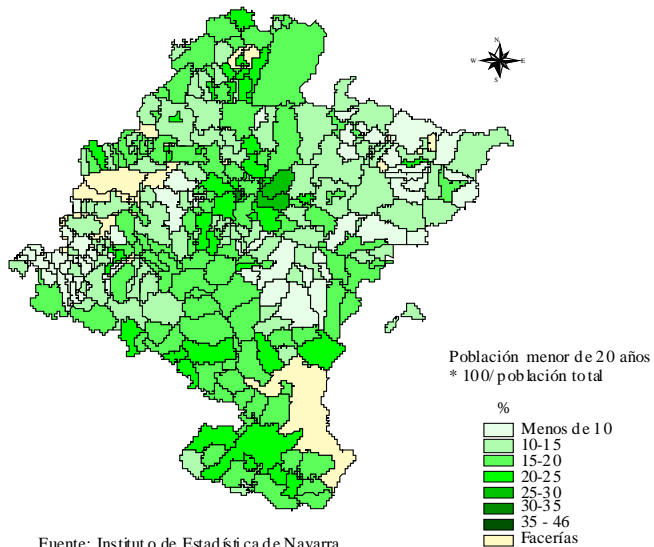 N
W E
S
Población menor de 20 años
* 100/ población total
%
Menos de 10
10-15
15-20
20-25
25-30
30-35
35 - 46
Facerías
Fuente: Instituto de Estadística de Navarra